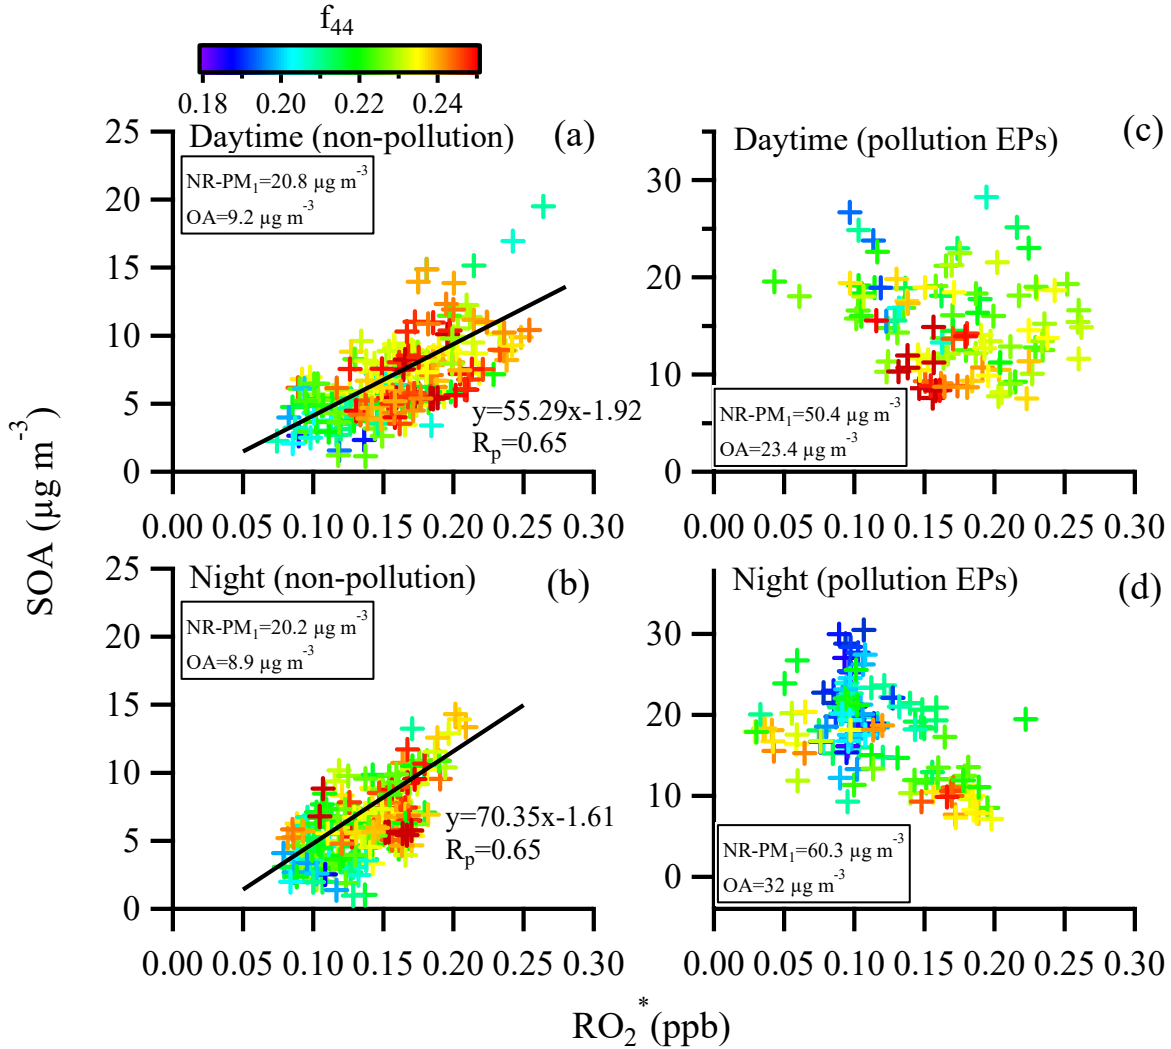 f44
0.18 0.20 0.22 0.24
Daytime (non-pollution) (a)
NR-PM1=20.8 µg m-3
OA=9.2 µg m-3
25
20
15
10
5
0
y=55.29x-1.92
Rp=0.65
0.00 0.05 0.10 0.15 0.20 0.25 0.30
Daytime (pollution EPs) (c)
30
20
10
0
NR-PM1=50.4 µg m-3
OA=23.4 µg m-3
0.00 0.05 0.10 0.15 0.20 0.25 0.30
SOA (µg m-3)
Night (non-pollution) (b)
NR-PM1=20.2 µg m-3
OA=8.9 µg m-3
25
20
15
10
5
0
y=70.35x-1.61
Rp=0.65
0.00 0.05 0.10 0.15 0.20 0.25 0.30
Night (pollution EPs) (d)
30
20
10
0
NR-PM1=60.3 µg m-3
OA=32 µg m-3
0.00 0.05 0.10 0.15 0.20 0.25 0.30
RO2*(ppb)